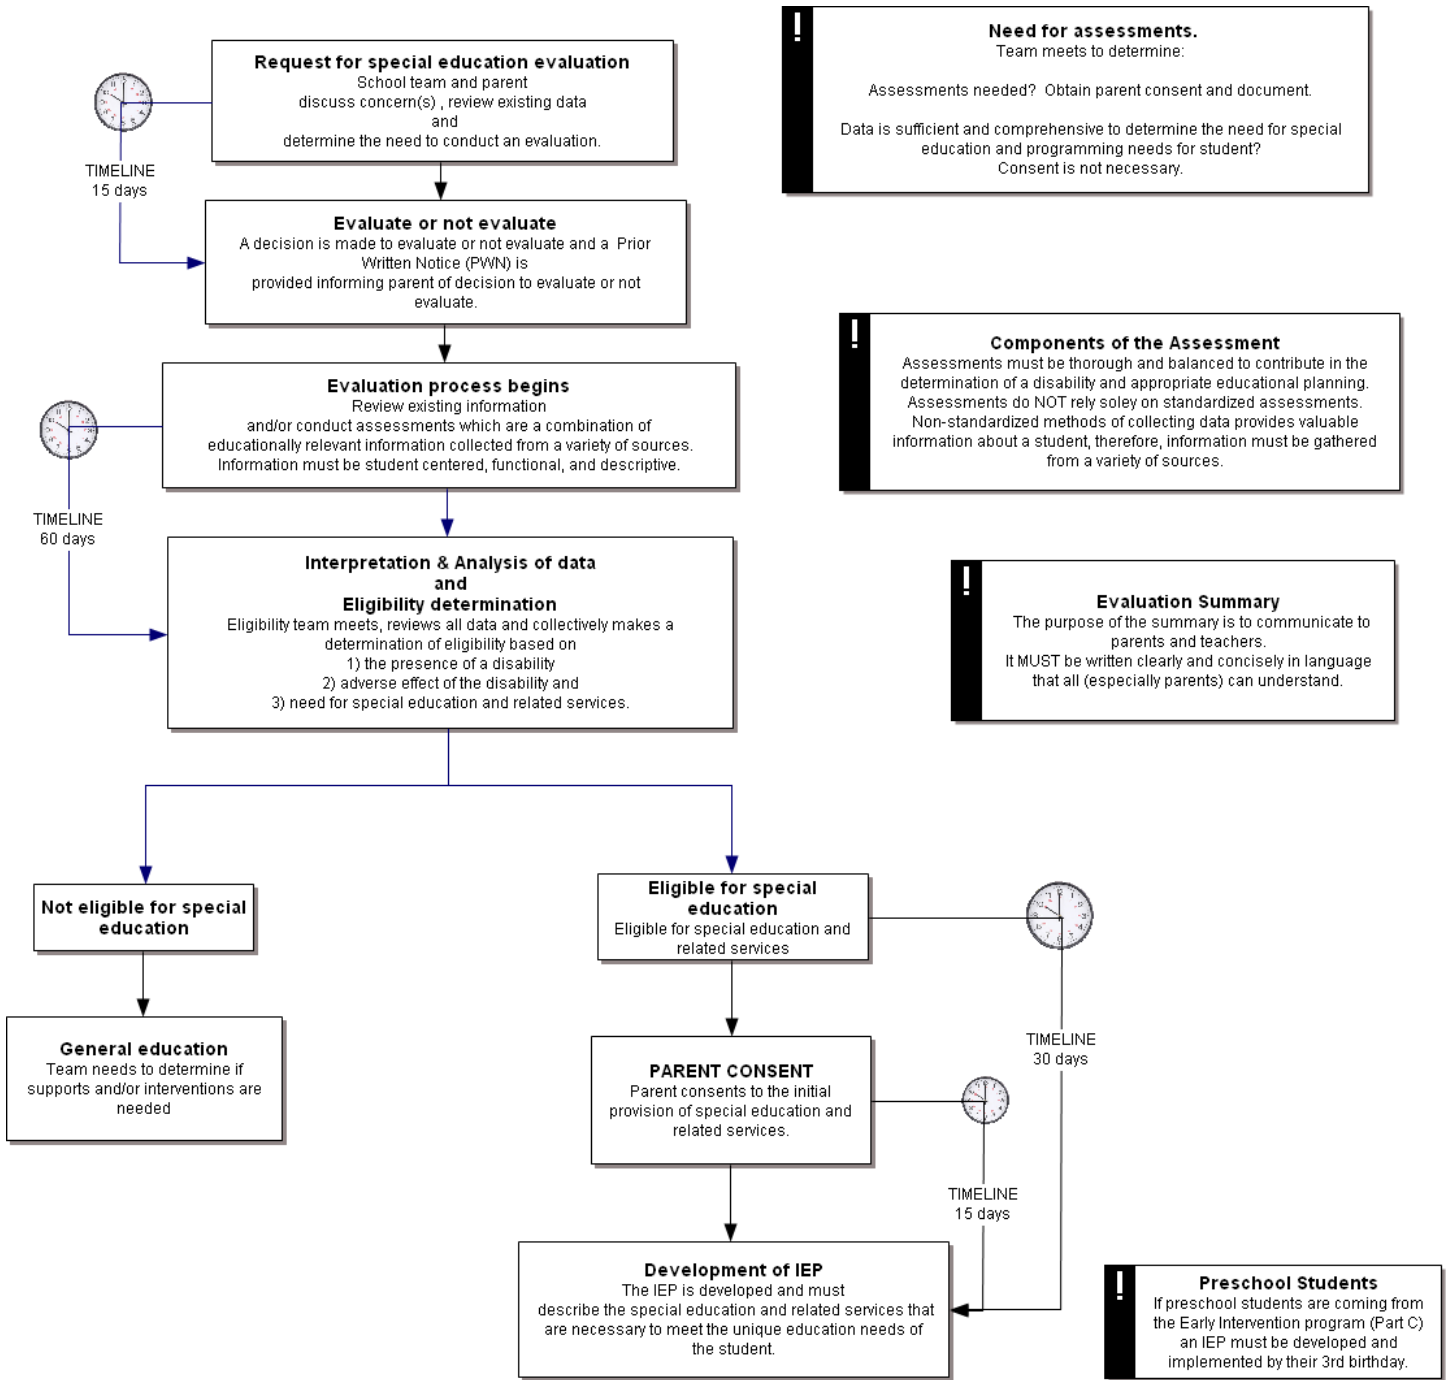 Request for special education evaluation
School team and parent
discuss concern(s) , review existing data
and
determine the need to conduct an evaluation.
TIMELINE
15 days
Evaluate or not evaluate
A decision is made to evaluate or not evaluate and a Prior
Written Notice (PWN) is
provided informing parent of decision to evaluate or not
evaluate.
Evaluation process begins
Review existing information
and/or conduct assessments which are a combination of
educationally relevant information collected from a variety of sources.
Information must be student centered, functional, and descriptive.
TIMELINE
60 days
Interpretation & Analysis of data
and
Eligibility determination
Eligibility team meets, reviews all data and collectively makes a
determination of eligibility based on
1) the presence of a disability
2) adverse effect of the disability and
3) need for special education and related services.
Not eligible for special
education
General education
Team needs to determine if
supports and/or interventions are
needed
Eligible for special
education
Eligible for special education and
related services
TIMELINE
30 days
PARENT CONSENT
Parent consents to the initial
provision of special education and
related services.
TIMELINE
15 days
Development of IEP
The IEP is developed and must
describe the special education and related services that
are necessary to meet the unique education needs of
the student.
!
Need for assessments.
Team meets to determine:
Assessments needed? Obtain parent consent and document.
Data is sufficient and comprehensive to determine the need for special
education and programming needs for student?
Consent is not necessary.
!
Components of the Assessment
Assessments must be thorough and balanced to contribute in the
determination of a disability and appropriate educational planning.
Assessments do NOT rely soley on standardized assessments.
Non-standardized methods of collecting data provides valuable
information about a student, therefore, information must be gathered
from a variety of sources.
!
Evaluation Summary
The purpose of the summary is to communicate to
parents and teachers.
It MUST be written clearly and concisely in language
that all (especially parents) can understand.
!
Preschool Students
If preschool students are coming from
the Early Intervention program (Part C)
an IEP must be developed and
implemented by their 3rd birthday.